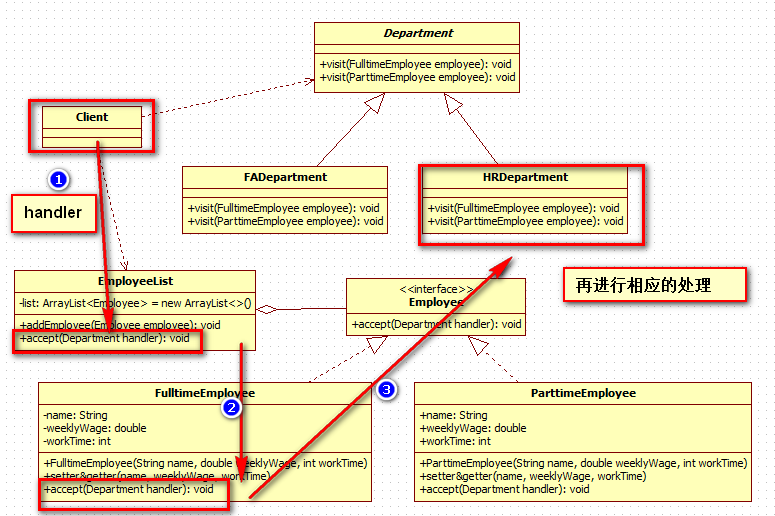 Department
+visit(FulltimeEmployee employee): void
+visit(ParttimeEmployee employee): void
Client
1
handler
FADepartment
+visit(FulltimeEmployee employee): void
+visit(ParttimeEmployee employee): void
HRDepartment
+visit(FulltimeEmployee employee): void
+visit(ParttimeEmployee employee): void
再进行相应的处理
EmployeeList
-list: ArrayList<Employee> = new ArrayList<>()
+addEmployee(Employee employee): void
+accept(Department handler): void
<<interface>>
Employee
+accept(Department handler): void
2
3
FulltimeEmployee
-name: String
-weeklyWage: double
-workTime: int
+FulltimeEmployee(String name, double weeklyWage, int workTime)
+setter&getter(name, weeklyWage, workTime)
+accept(Department handler): void
ParttimeEmployee
+name: String
+weeklyWage: double
+workTime: int
+ParttimeEmployee(String name, double weeklyWage, int workTime)
+setter&getter(name, weeklyWage, workTime)
+accept(Department handler): void